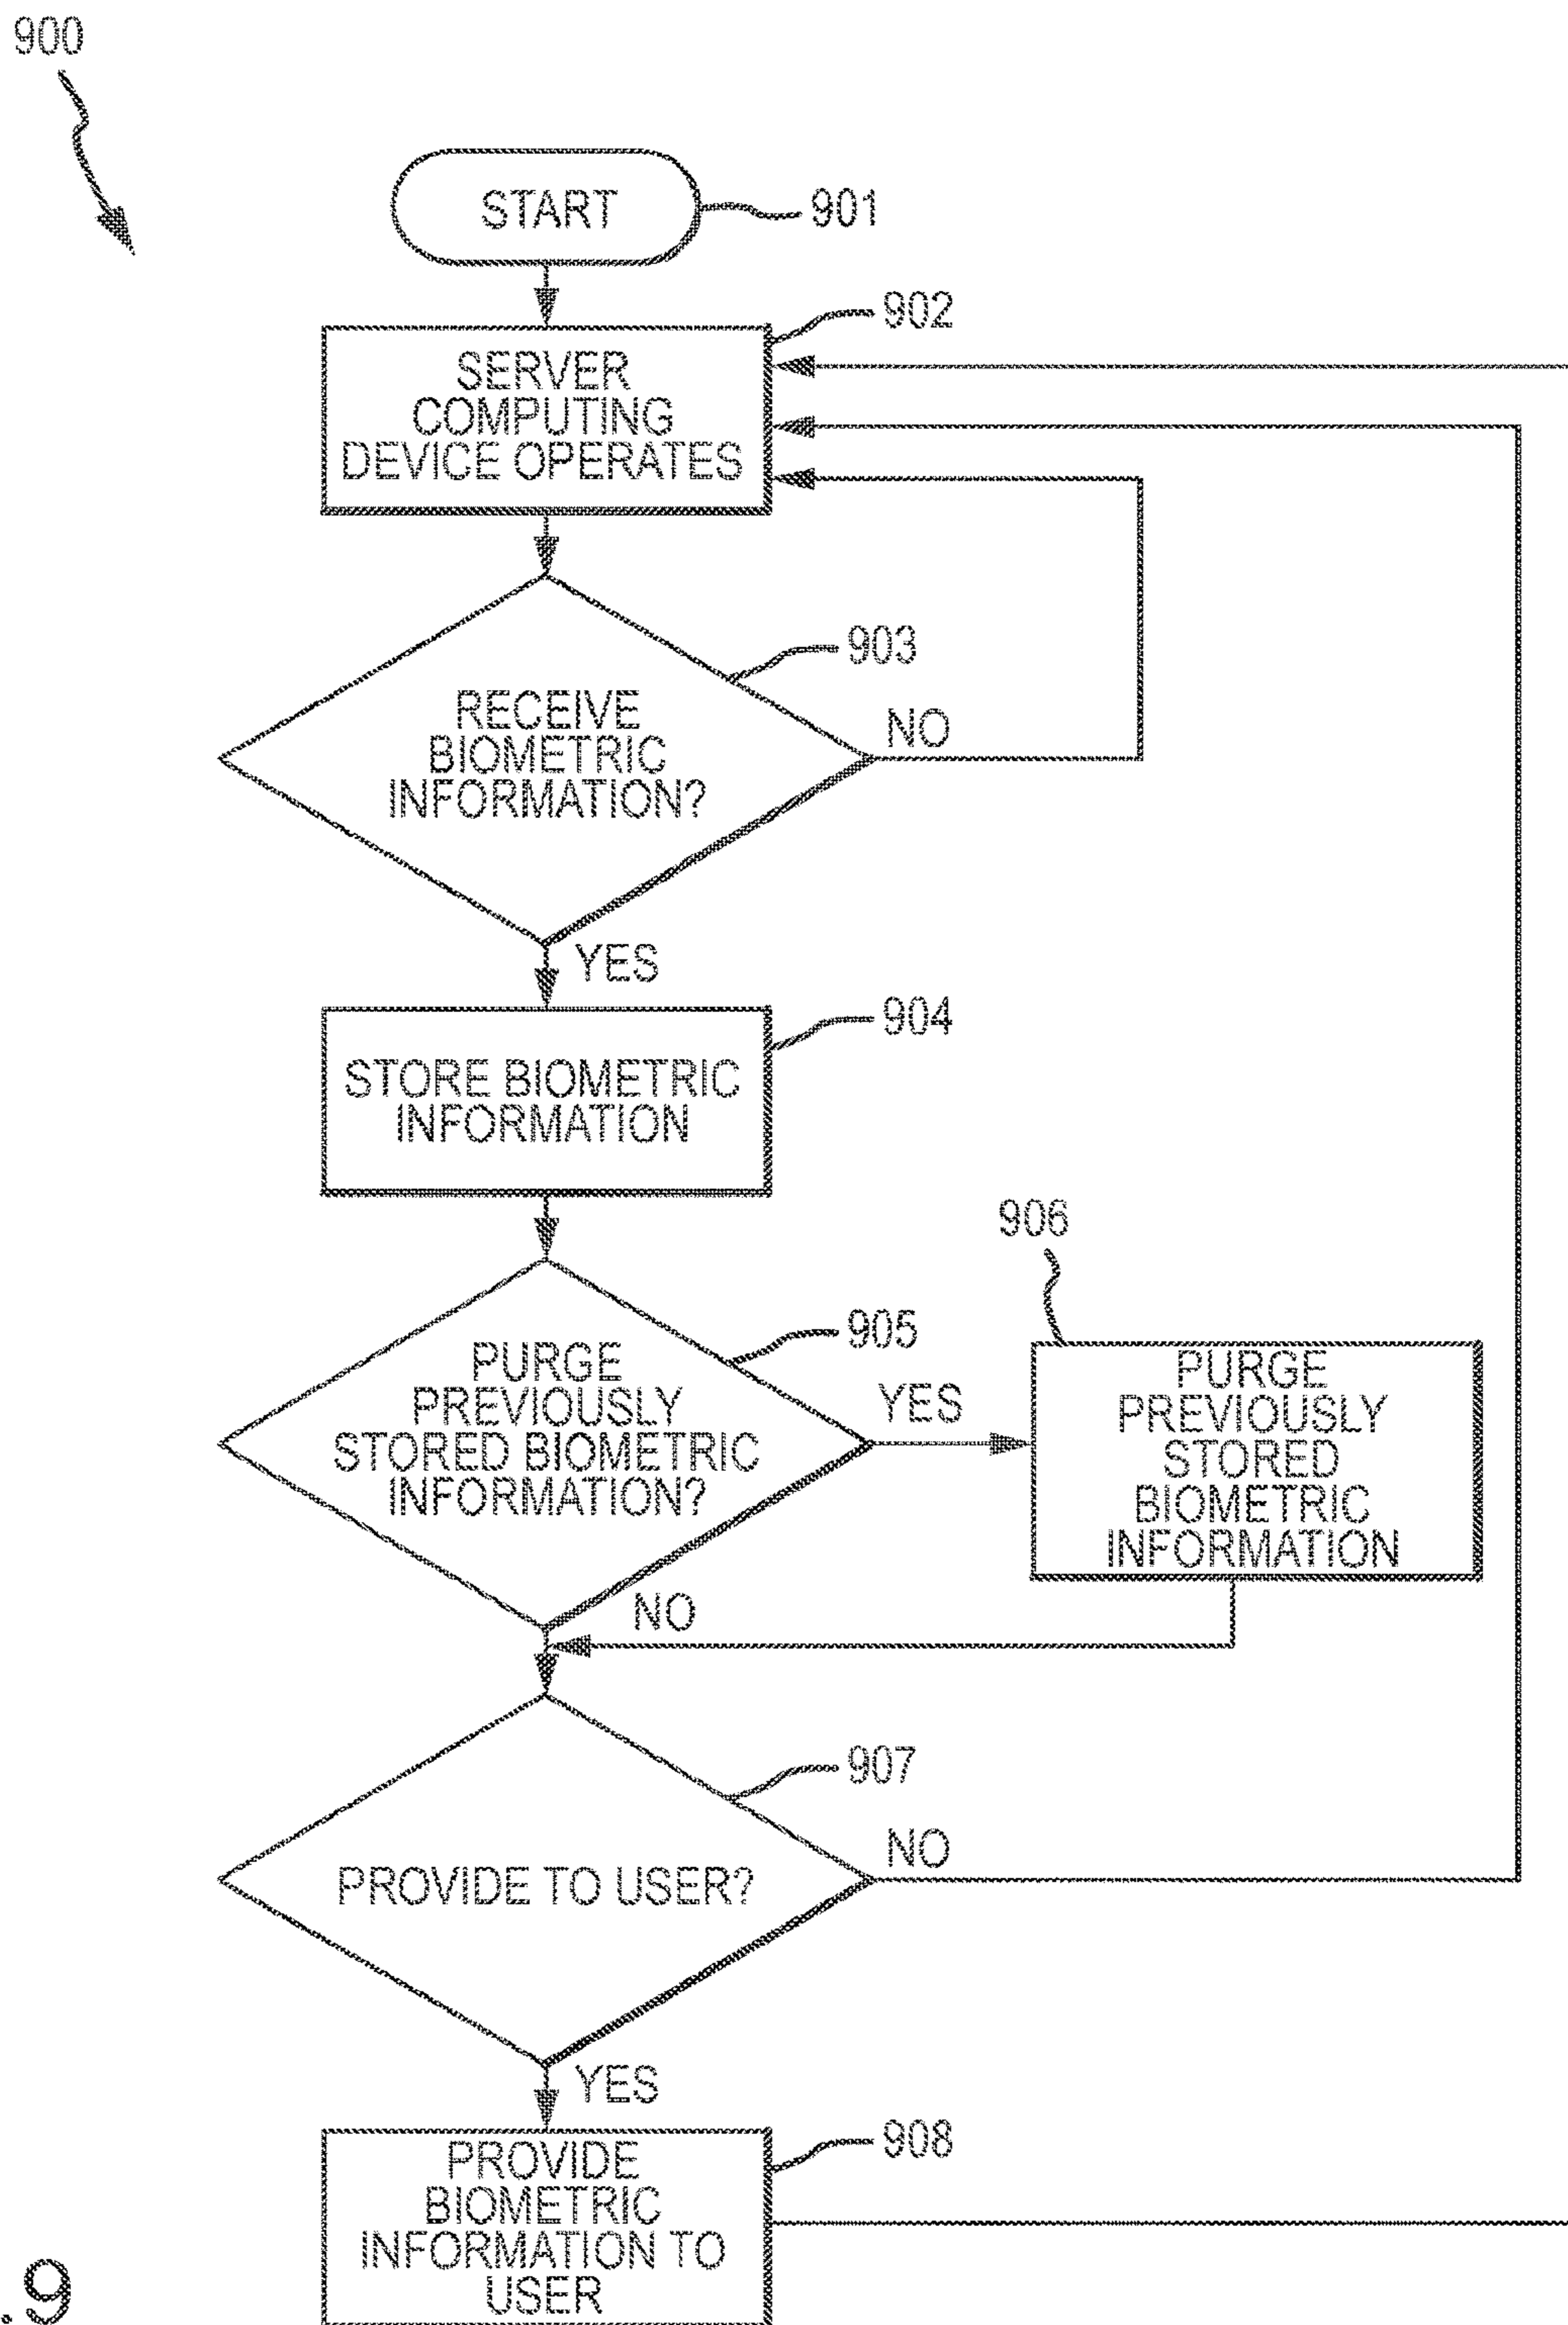 900
START
901
902
SERVER
COMPUTING
DEVICE OPERATES
903
RECEIVE
BIOMETRIC
INFORMATION?
NO
YES
904
STORE BIOMETRIC
INFORMATION
906
905
PURGE
PREVIOUSLY
STORED BIOMETRIC
INFORMATION?
YES
PURGE
PREVIOUSLY
STORED
BIOMETRIC
INFORMATION
NO
907
PROVIDE TO USER?
NO
YES
908
PROVIDE
BIOMETRIC
INFORMATION TO
USER
.9